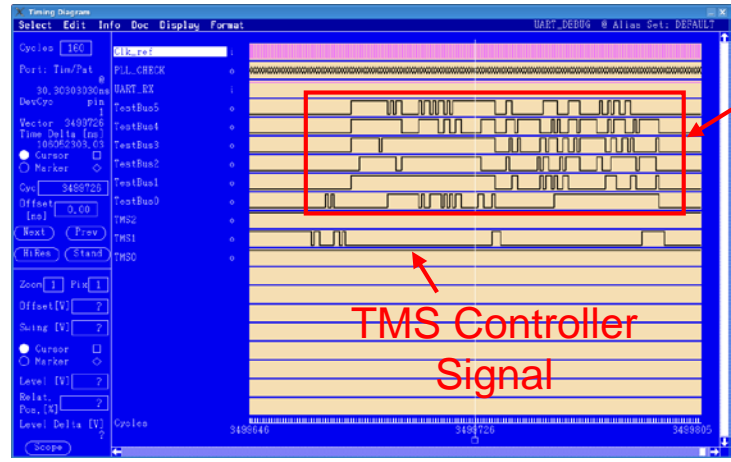 Timing Diagram
Select Edit Info Doc Display Format UART_DEBUG @ Alias Set: DEFAULT
Cycles 160
Port: Tim/Pat
@
30.30303030ns
DevCyc pin
1
Vector 3499726
Time Delta [ns]
106052303.03
Cursor
Marker
Cyc 3499726
Offset [ns] 0.00
Next Prev
HiRes Stand
Zoom 1 Pix 1
Offset[V] ?
Swing [V] ?
Cursor
Marker
Level [V] ?
Relat. Pos.[%] ?
Level Delta [V]
?
Scope
Clk_ref i
PLL_CHECK o
UART_RX i
TestBus5 o
TestBus4 o
TestBus3 o
TestBus2 o
TestBus1 o
TestBus0 o
TMS2 o
TMS1 o
TMS0 o
TMS Controller
Signal
Cycles
3499646 3499726 3499805